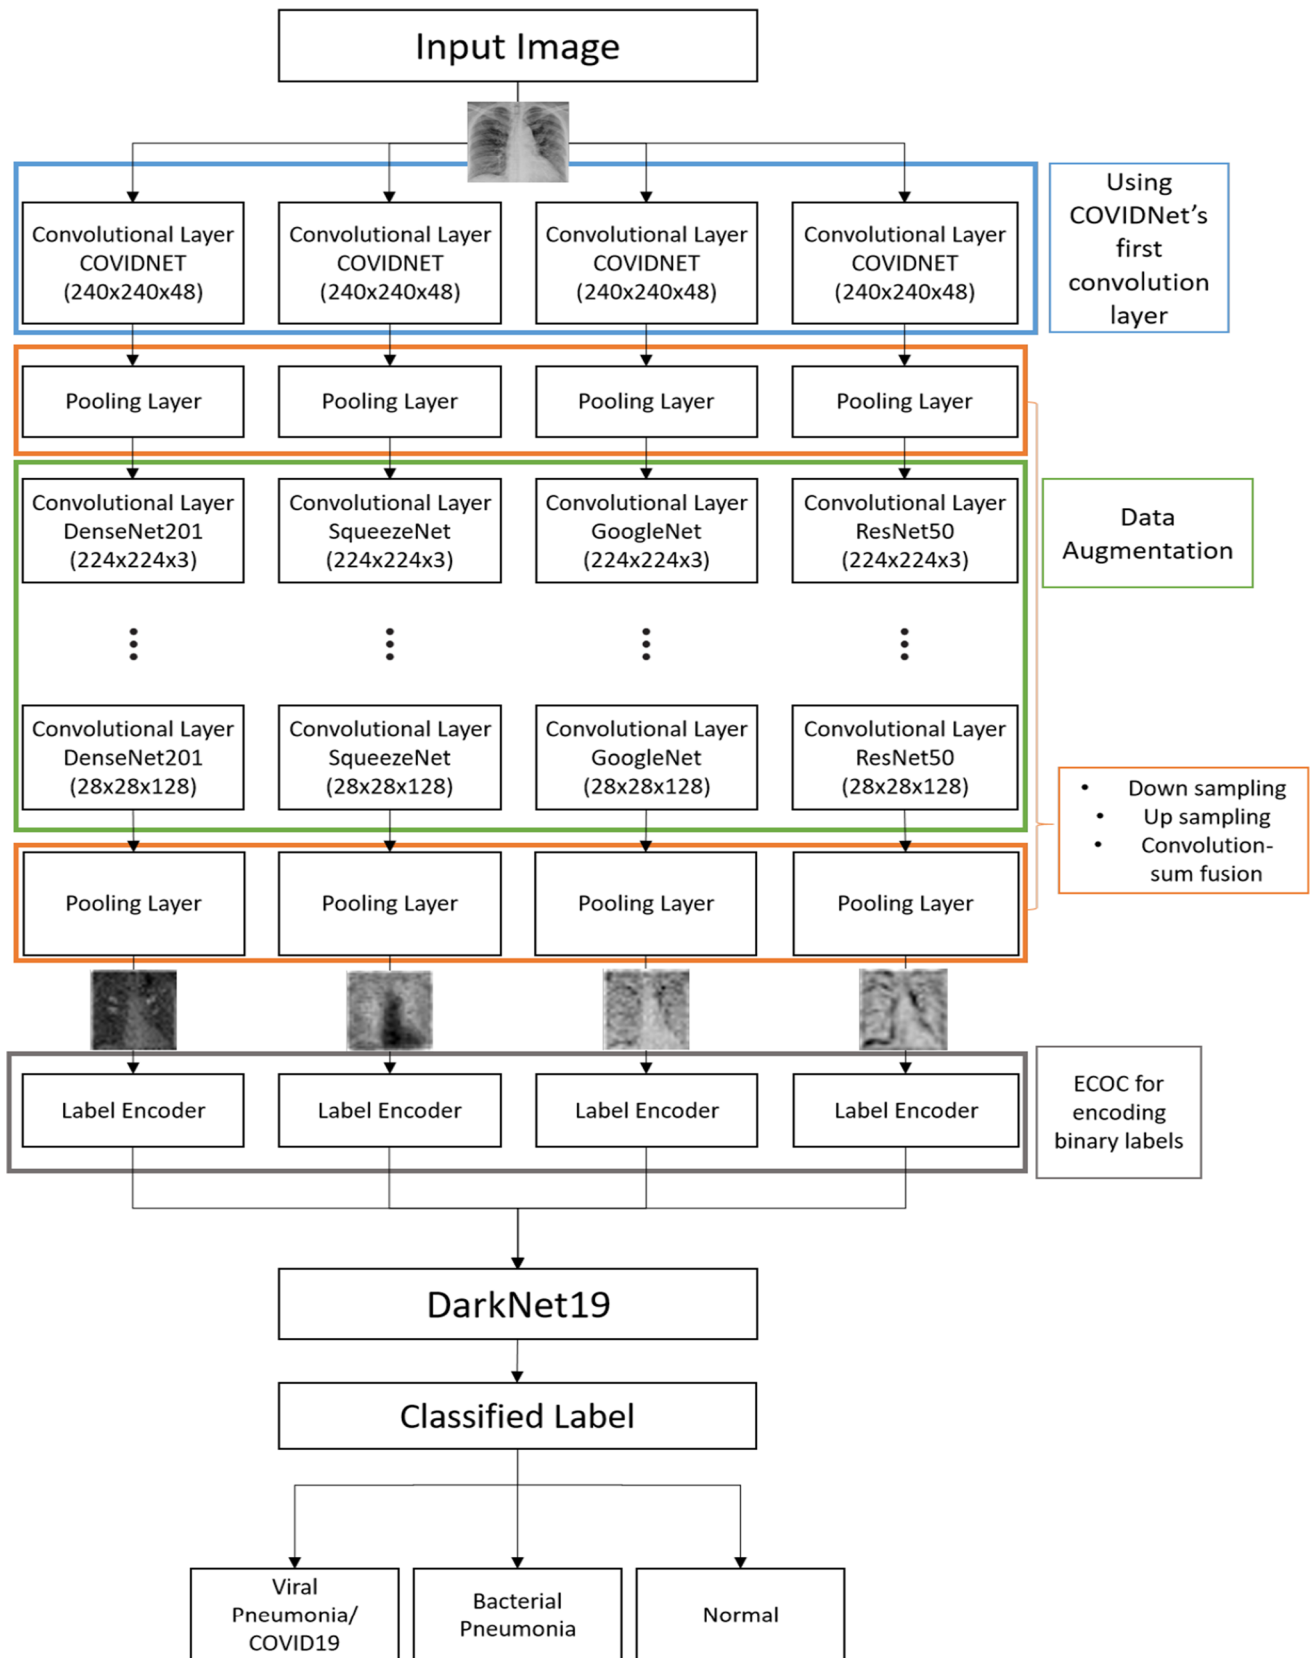 Input Image
Using
COVIDNet's
first
convolution
layer
Convolutional Layer
COVIDNET
(240x240x48)
Convolutional Layer
COVIDNET
(240x240x48)
Convolutional Layer
COVIDNET
(240x240x48)
Convolutional Layer
COVIDNET
(240x240x48)
Pooling Layer
Pooling Layer
Pooling Layer
Pooling Layer
Convolutional Layer
DenseNet201
(224x224x3)
Convolutional Layer
SqueezeNet
(224x224x3)
Convolutional Layer
GoogleNet
(224x224x3)
Convolutional Layer
ResNet50
(224x224x3)
Data
Augmentation
Convolutional Layer
DenseNet201
(28x28x128)
Convolutional Layer
SqueezeNet
(28x28x128)
Convolutional Layer
GoogleNet
(28x28x128)
Convolutional Layer
ResNet50
(28x28x128)
• Down sampling
• Up sampling
• Convolution-
sum fusion
Pooling Layer
Pooling Layer
Pooling Layer
Pooling Layer
Label Encoder
Label Encoder
Label Encoder
Label Encoder
ECOC for
encoding
binary labels
DarkNet19
Classified Label
Viral
Pneumonia/
COVID19
Bacterial
Pneumonia
Normal